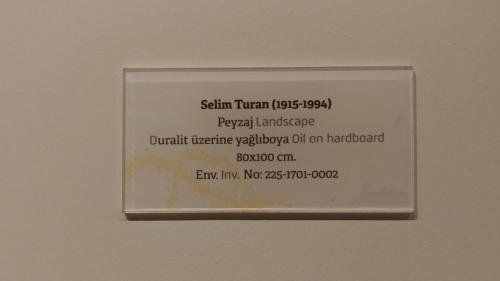 Selim Turan (1915-1994)
Peyzaj Landscape
Duralit üzerine yağlıboya Oil on hardboard
80x100 cm.
Env. Inv. No: 225-1701-0002